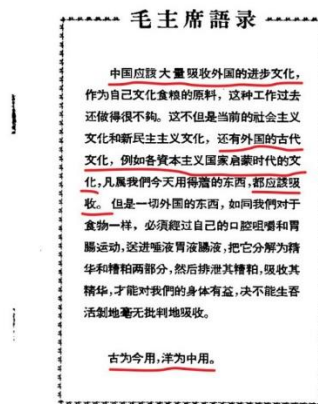 毛主席語录
中国应該大量吸收外国的进步文化，
作为自己文化食粮的原料，这种工作过去
还做得很不夠。这不但是当前的社会主义
文化和新民主主义文化，还有外国的古代
文化，例如各資本主义国家启蒙时代的文
化，凡属我們今天用得着的东西，都应該吸
收。但是一切外国的东西，如同我們对于
食物一样，必須經过自己的口腔咀嚼和胃
腸运动，送进唾液胃液腸液，把它分解为精
华和糟粕两部分，然后排泄其糟粕，吸收其
精华，才能对我們的身体有益，决不能生吞
活剝地毫无批判地吸收。
古为今用，洋为中用。